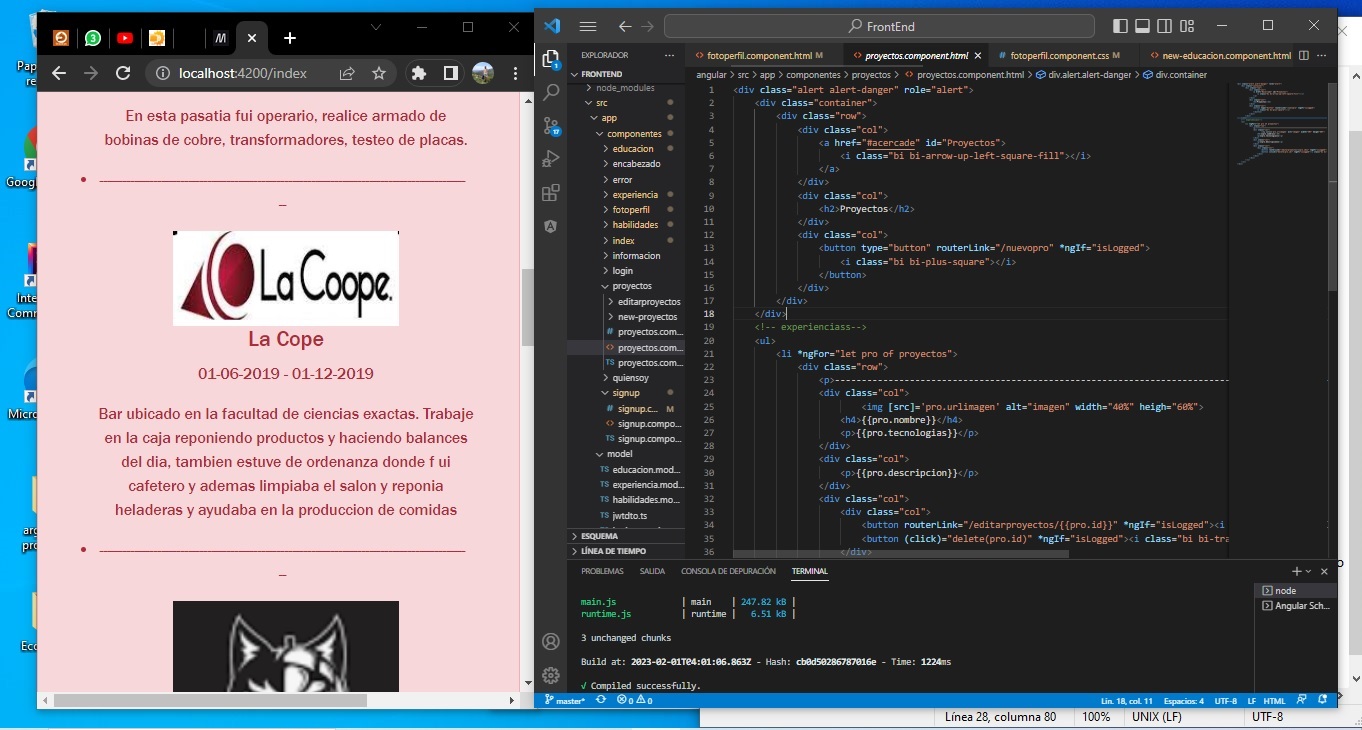 localhost:4200/index
En esta pasatia fui operario, realice armado de
bobinas de cobre, transformadores, testeo de placas.
La Coope.
La Cope
01-06-2019 - 01-12-2019
Bar ubicado en la facultad de ciencias exactas. Trabaje
en la caja reponiendo productos y haciendo balances
del dia, tambien estuve de ordenanza donde f ui
cafetero y ademas limpiaba el salon y reponia
heladeras y ayudaba en la produccion de comidas
FrontEnd
EXPLORADOR
FRONTEND
node_modules
src
app
componentes
educacion
encabezado
error
experiencia
fotoperfil
habilidades
index
informacion
login
proyectos
editarproyectos
new-proyectos
proyectos.com...
proyectos.com...
proyectos.com...
quiensoy
signup
signup.c... M
signup.compo...
signup.compo...
model
educacion.mod...
experiencia.mod...
habilidades.mo...
jwtdto.ts
ESQUEMA
LÍNEA DE TIEMPO
fotoperfil.component.html M
proyectos.component.html
fotoperfil.component.css M
new-educacion.component.html
angular > src > app > componentes > proyectos > proyectos.component.html > div.alert.alert-danger > div.container
1 <div class="alert alert-danger" role="alert">
2 <div class="container">
3 <div class="row">
4 <div class="col">
5 <a href="#acercade" id="Proyectos">
6 <i class="bi bi-arrow-up-left-square-fill"></i>
7 </a>
8 </div>
9 <div class="col">
10 <h2>Proyectos</h2>
11 </div>
12 <div class="col">
13 <button type="button" routerLink="/nuevopro" *ngIf="isLogged">
14 <i class="bi bi-plus-square"></i>
15 </button>
16 </div>
17 </div>
18 </div>
19 <!-- experienciass-->
20 <ul>
21 <li *ngFor="let pro of proyectos">
22 <div class="row">
23 <p>--------------------------------------------------------------------------
24 <div class="col">
25 <img [src]='pro.urlimagen' alt="imagen" width="40%" heigh="60%">
26 <h4>{{pro.nombre}}</h4>
27 <p>{{pro.tecnologias}}</p>
28 </div>
29 <div class="col">
30 <p>{{pro.descripcion}}</p>
31 </div>
32 <div class="col">
33 <div class="col">
34 <button routerLink="/editarproyectos/{{pro.id}}" *ngIf="isLogged"><i
35 <button (click)="delete(pro.id)" *ngIf="isLogged"><i class="bi bi-tra
36 </div>
PROBLEMAS SALIDA CONSOLA DE DEPURACIÓN TERMINAL
main.js | main | 247.82 kB |
runtime.js | runtime | 6.51 kB |
3 unchanged chunks
Build at: 2023-02-01T04:01:06.863Z - Hash: cb0d50286787016e - Time: 1224ms
√ Compiled successfully.
node
Angular Sch...
master* 0 0 Lín. 18, col. 11 Espacios: 4 UTF-8 LF HTML
Línea 28, columna 80 100% UNIX (LF) UTF-8